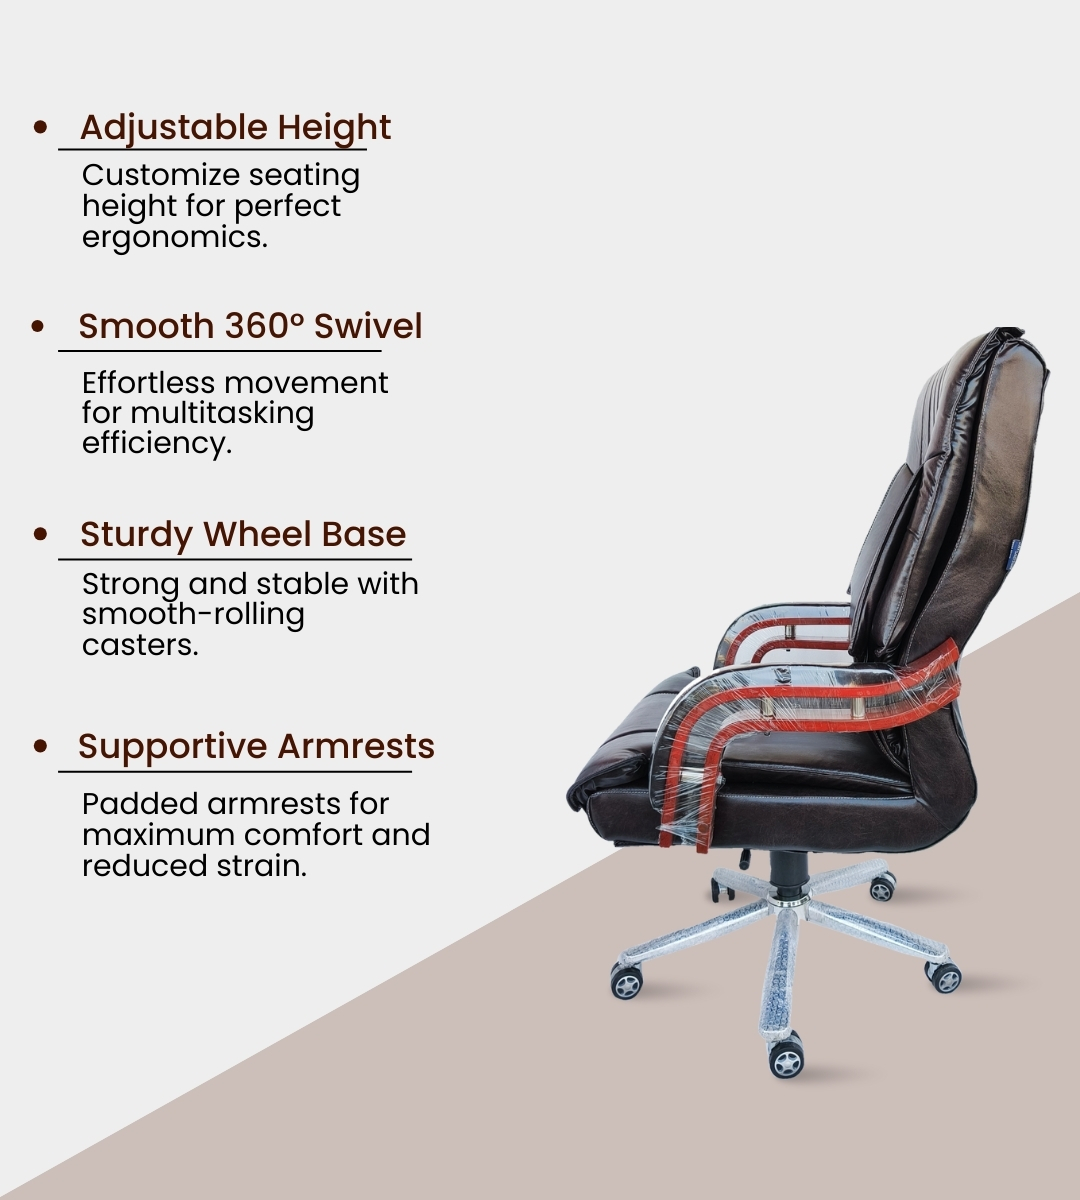 Adjustable Height
Customize seating
height for perfect
ergonomics.
Smooth 360° Swivel
Effortless movement
for multitasking
efficiency.
Sturdy Wheel Base
Strong and stable with
smooth-rolling
casters.
Supportive Armrests
Padded armrests for
maximum comfort and
reduced strain.